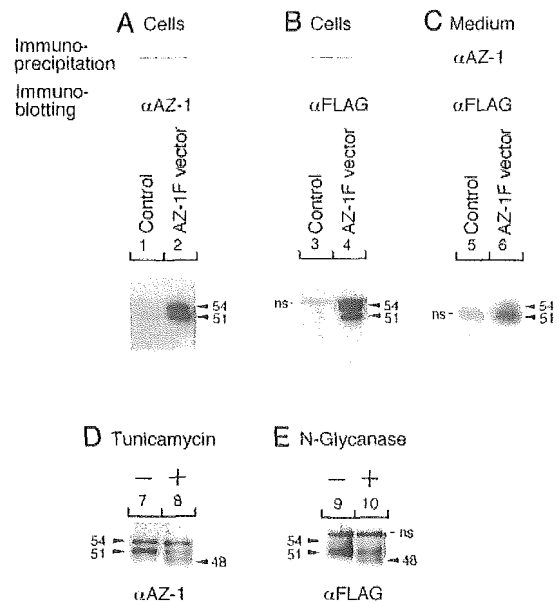 A Cells
B Cells
C Medium
Immuno-
precipitation
αAZ-1
Immuno-
blotting
αAZ-1
αFLAG
αFLAG
Control
AZ-1F vector
Control
AZ-1F vector
Control
AZ-1F vector
1 2
3 4
5 6
54
51
ns
54
51
ns
54
51
D Tunicamycin
E N-Glycanase
− +
− +
7 8
9 10
54
51
48
54
51
ns
48
αAZ-1
αFLAG